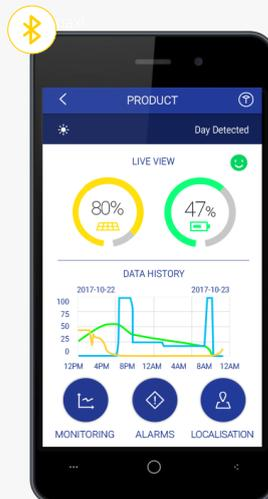 PRODUCT
Day Detected
LIVE VIEW
80%
47%
DATA HISTORY
2017-10-22 2017-10-23
100
75
50
25
0
12PM 4PM 8PM 12AM 4AM 8AM 12AM
MONITORING ALARMS LOCALISATION